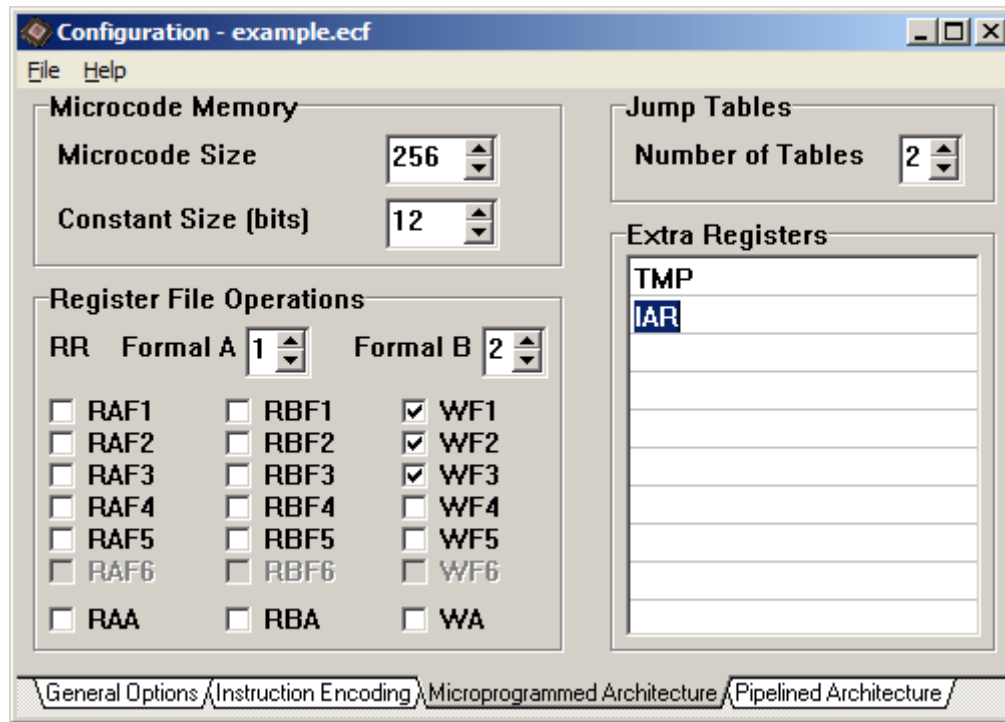 Configuration - example.ecf
File Help
Microcode Memory
Microcode Size 256
Constant Size (bits) 12
Register File Operations
RR Formal A 1 Formal B 2
RAF1 RBF1 WF1
RAF2 RBF2 WF2
RAF3 RBF3 WF3
RAF4 RBF4 WF4
RAF5 RBF5 WF5
RAF6 RBF6 WF6
RAA RBA WA
Jump Tables
Number of Tables 2
Extra Registers
TMP
IAR
General Options Instruction Encoding Microprogrammed Architecture Pipelined Architecture